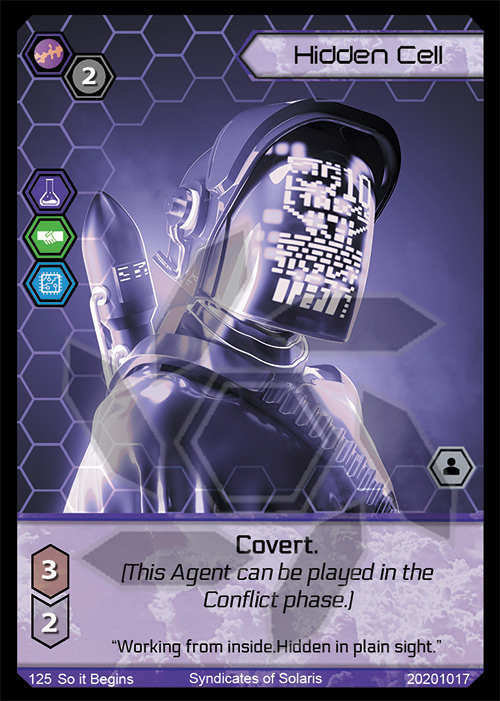 Hidden Cell
2
Covert.
(This Agent can be played in the
Conflict phase.)
3
2
“Working from inside.Hidden in plain sight.”
125 So it Begins
Syndicates of Solaris
20201017